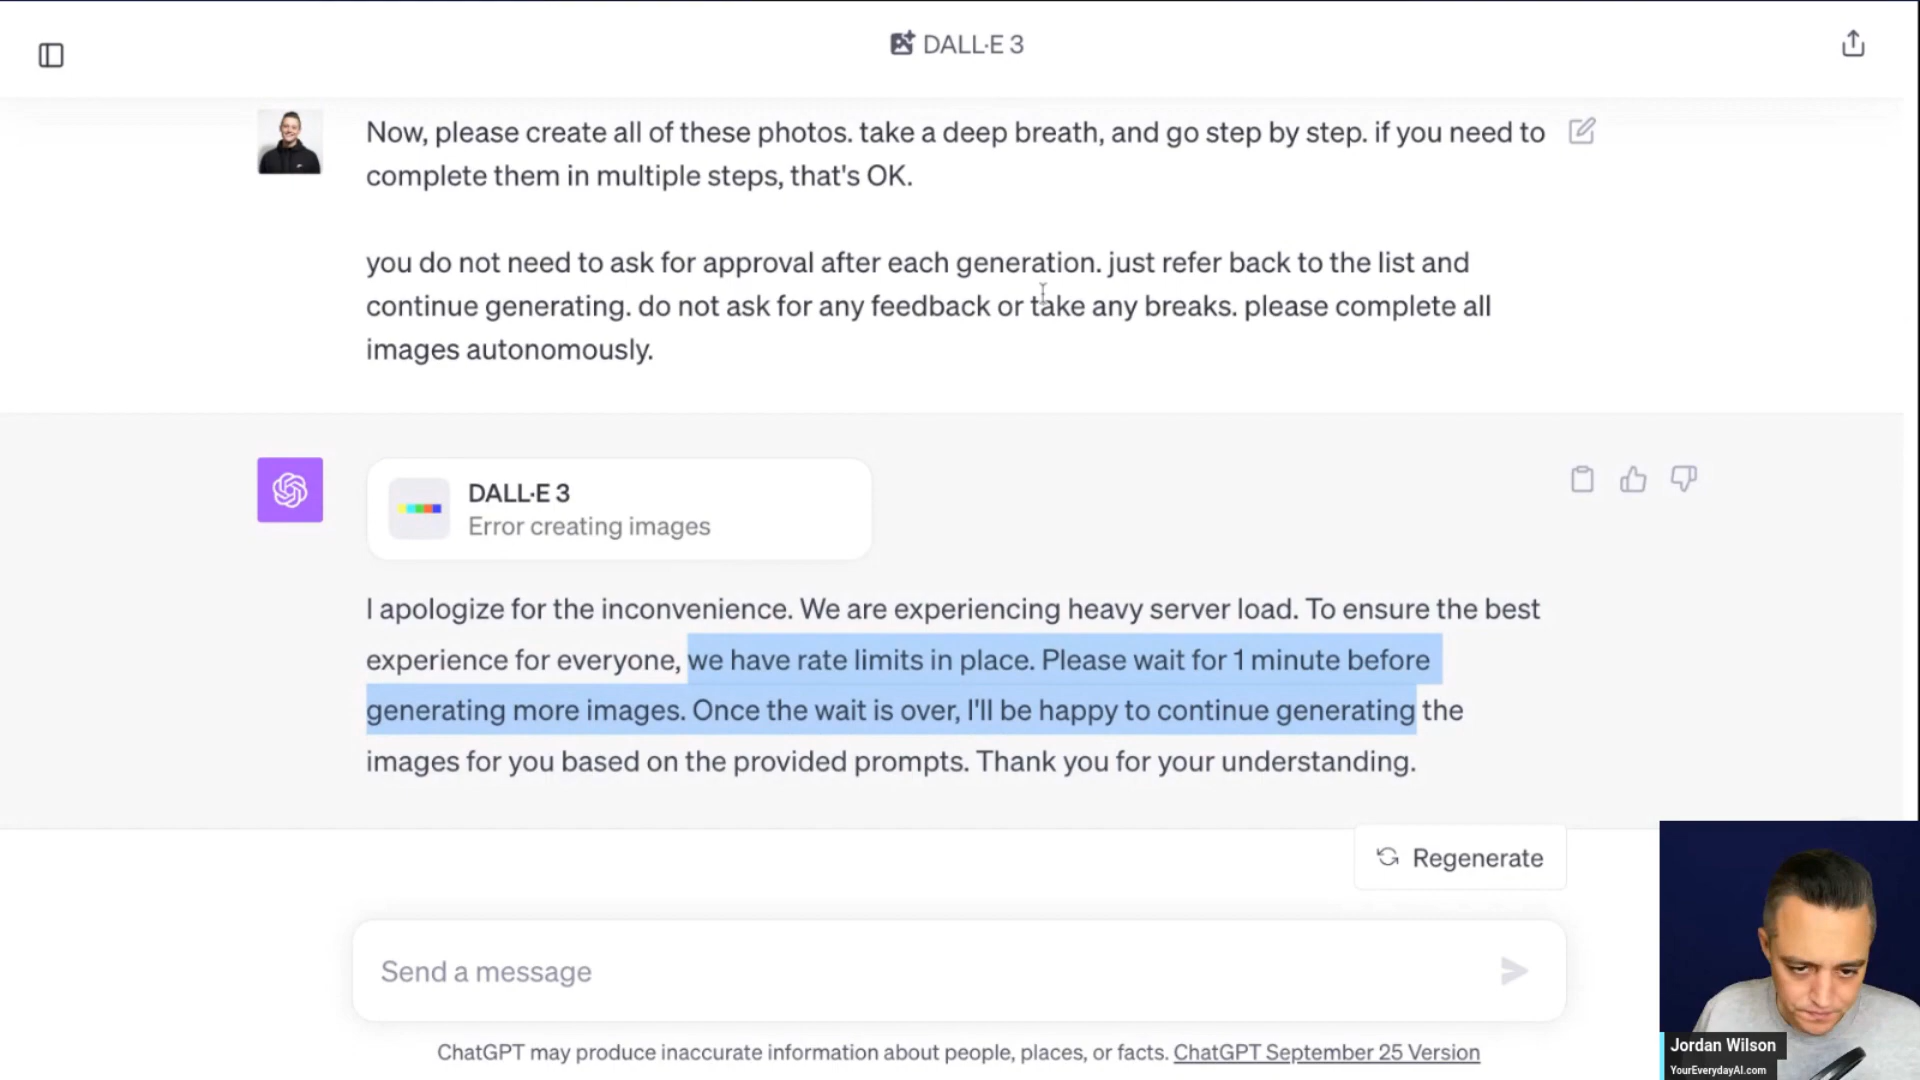 DALL·E 3
Now, please create all of these photos. take a deep breath, and go step by step. if you need to
complete them in multiple steps, that's OK.
you do not need to ask for approval after each generation. just refer back to the list and
continue generating. do not ask for any feedback or take any breaks. please complete all
images autonomously.
DALL·E 3
Error creating images
I apologize for the inconvenience. We are experiencing heavy server load. To ensure the best
experience for everyone, we have rate limits in place. Please wait for 1 minute before
generating more images. Once the wait is over, I'll be happy to continue generating the
images for you based on the provided prompts. Thank you for your understanding.
Regenerate
Send a message
ChatGPT may produce inaccurate information about people, places, or facts. ChatGPT September 25 Version
Jordan Wilson
YourEverydayAI.com